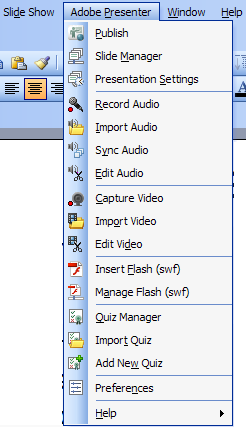 Slide Show Adobe Presenter Window Help
Publish
Slide Manager
Presentation Settings
Record Audio
Import Audio
Sync Audio
Edit Audio
Capture Video
Import Video
Edit Video
Insert Flash (swf)
Manage Flash (swf)
Quiz Manager
Import Quiz
Add New Quiz
Preferences
Help